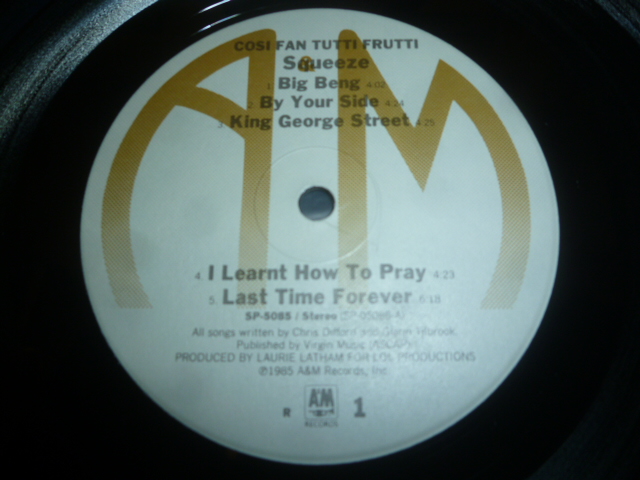 COSI FAN TUTTI FRUTTI
Squeeze
1. Big Beng 4:02
2. By Your Side 4:24
3. King George Street 4:25
4. I Learnt How To Pray 4:23
5. Last Time Forever 6:18
SP-5085 / Stereo (SP-05086-A)
All songs written by Chris Difford and Glenn Tilbrook.
Published by Virgin Music (ASCAP)
PRODUCED BY LAURIE LATHAM FOR LOL PRODUCTIONS
℗1985 A&M Records, Inc.
R A&M RECORDS 1